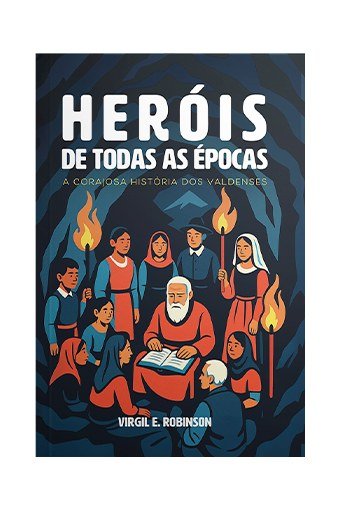 HERÓIS
DE TODAS AS ÉPOCAS
A CORAJOSA HISTÓRIA DOS VALDENSES
VIRGIL E. ROBINSON